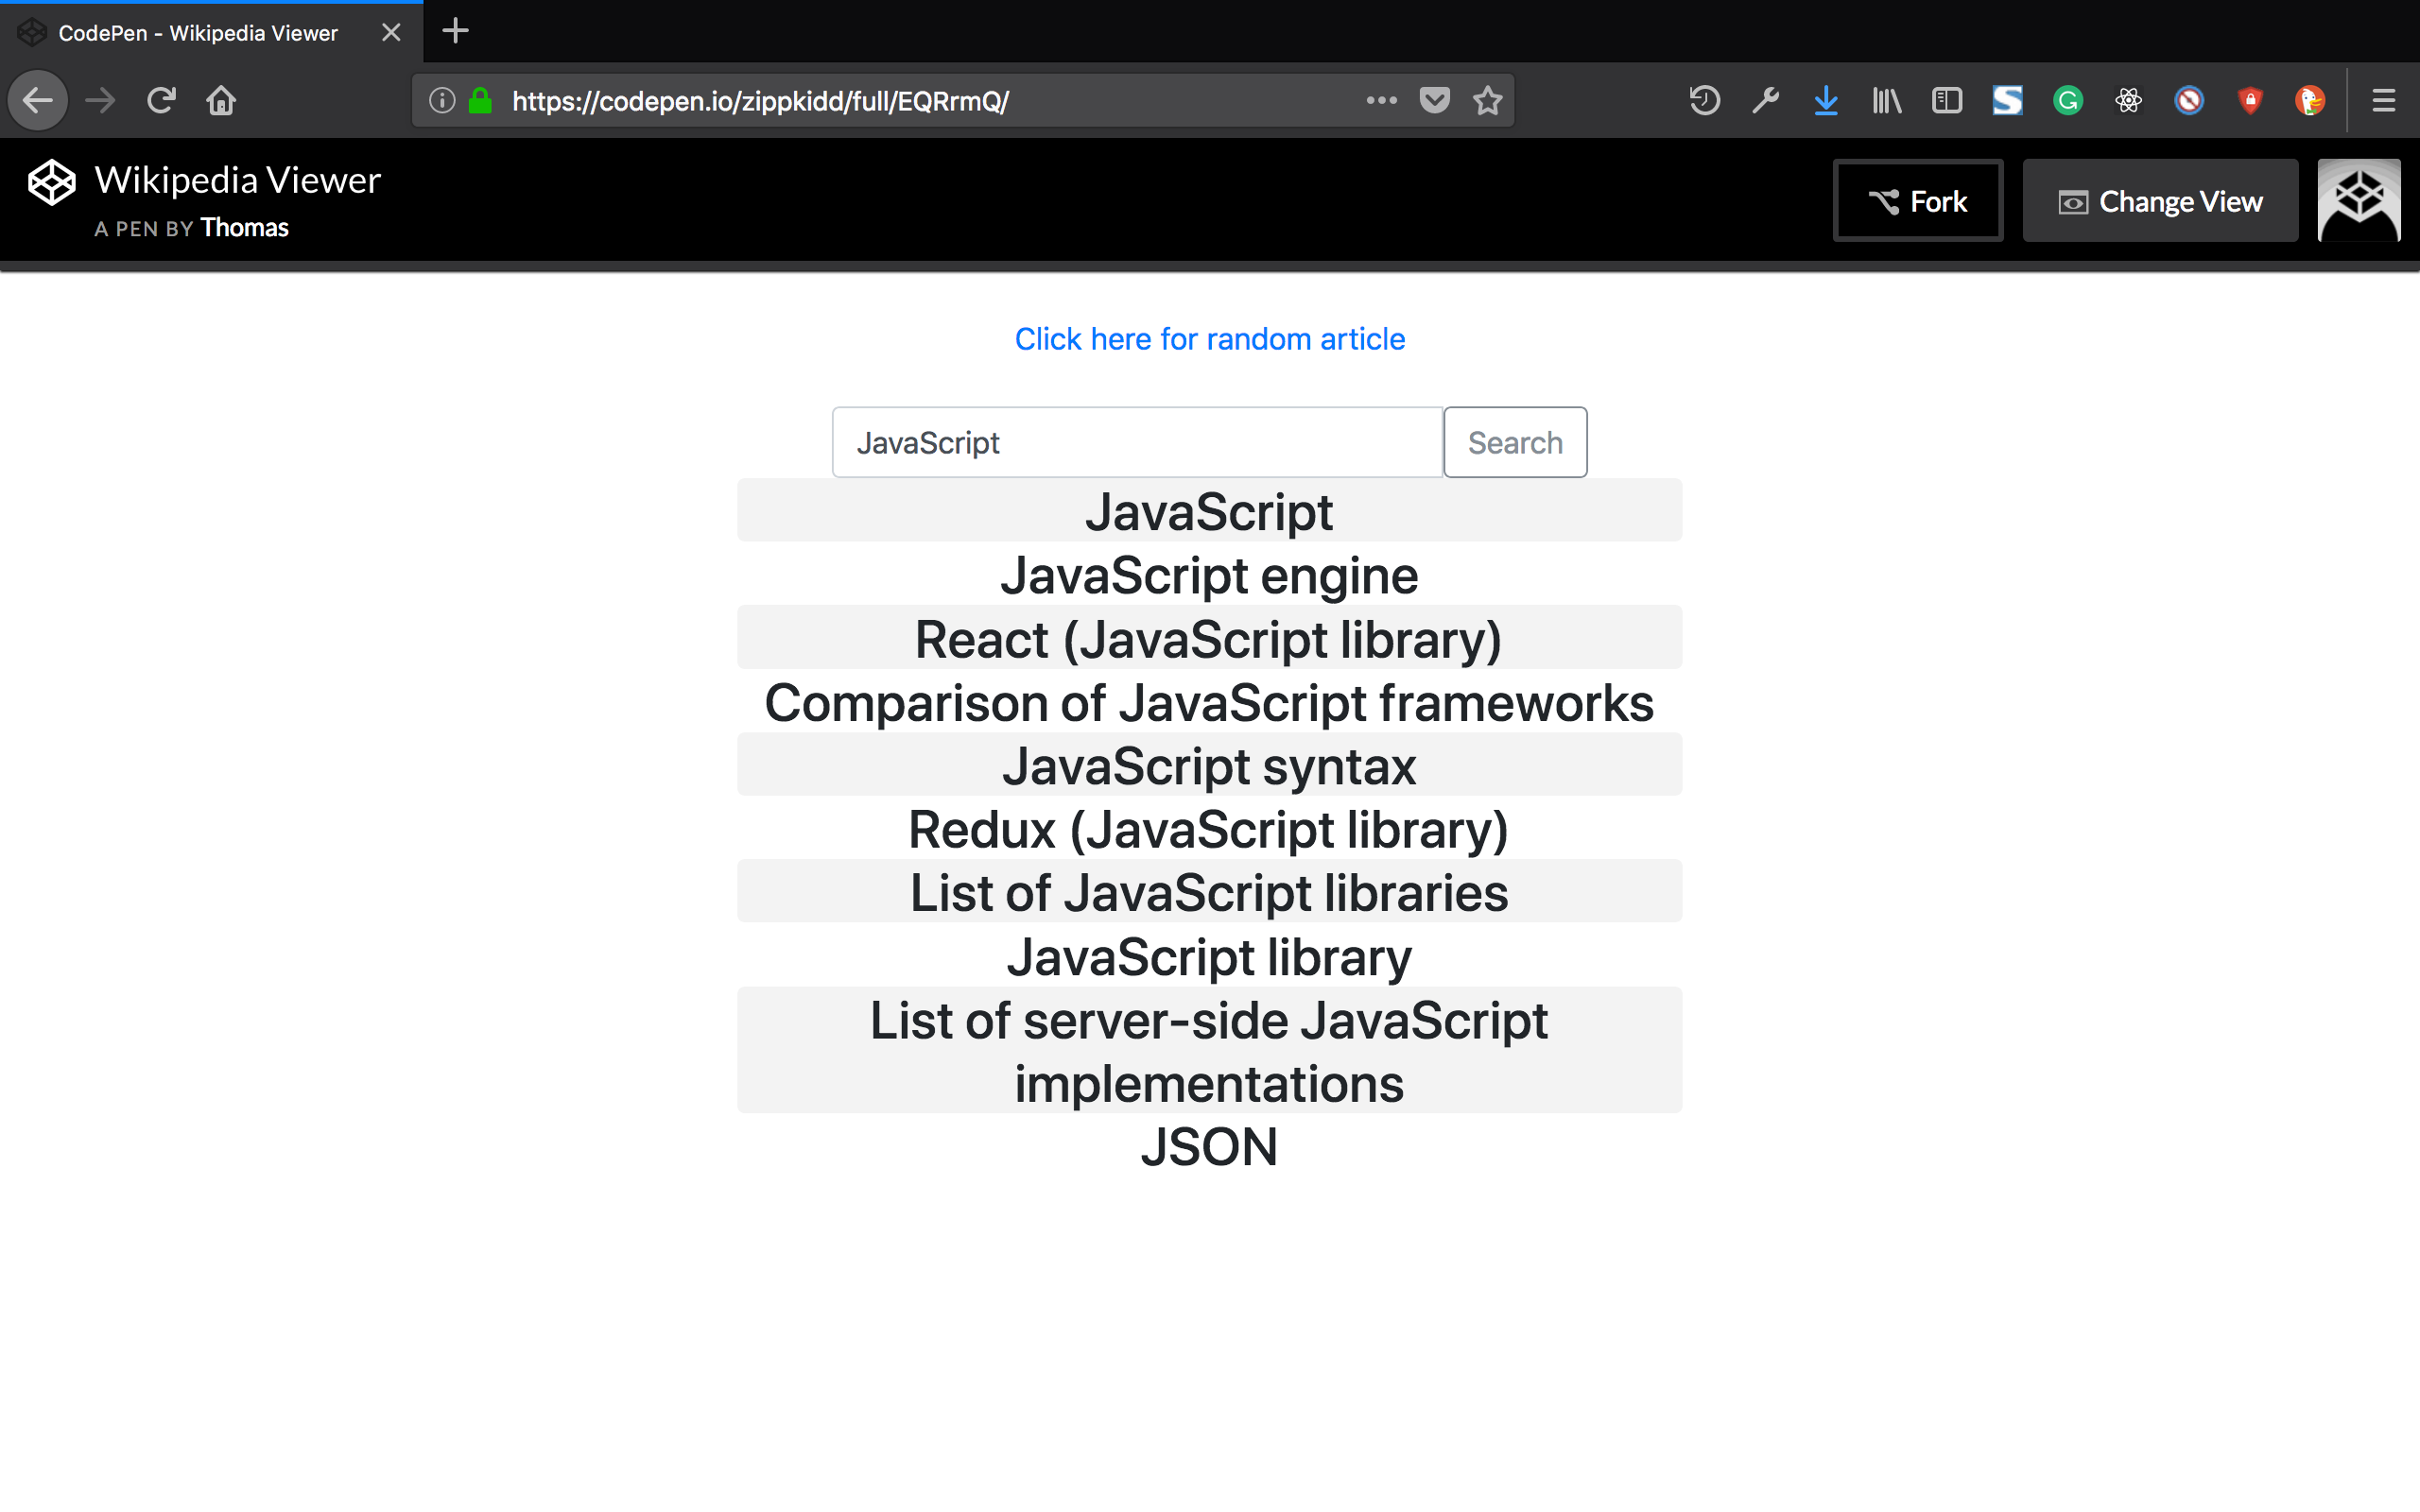 CodePen - Wikipedia Viewer
https://codepen.io/zippkidd/full/EQRrmQ/
Wikipedia Viewer
A PEN BY Thomas
Fork
Change View
Click here for random article
JavaScript
Search
JavaScript
JavaScript engine
React (JavaScript library)
Comparison of JavaScript frameworks
JavaScript syntax
Redux (JavaScript library)
List of JavaScript libraries
JavaScript library
List of server-side JavaScript
implementations
JSON